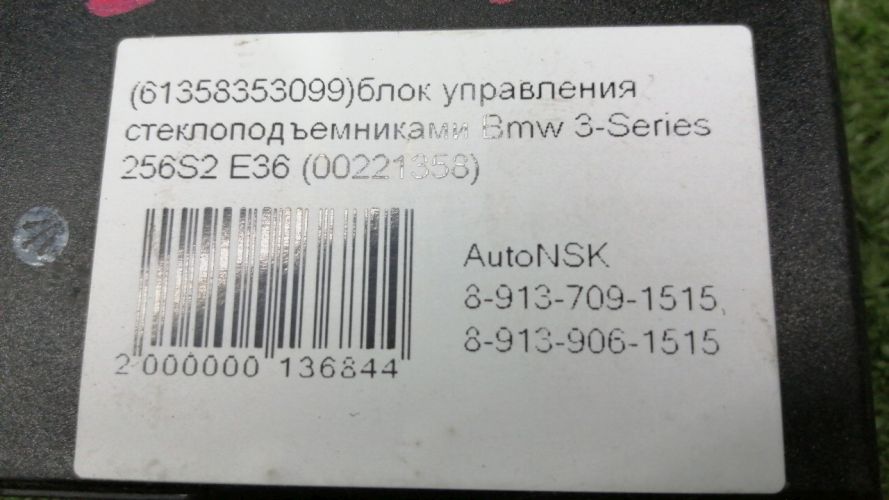 (61358353099)блок управления
стеклоподъемниками Bmw 3-Series
256S2 E36 (00221358)
AutoNSK
8-913-709-1515,
8-913-906-1515
2 000000 136844